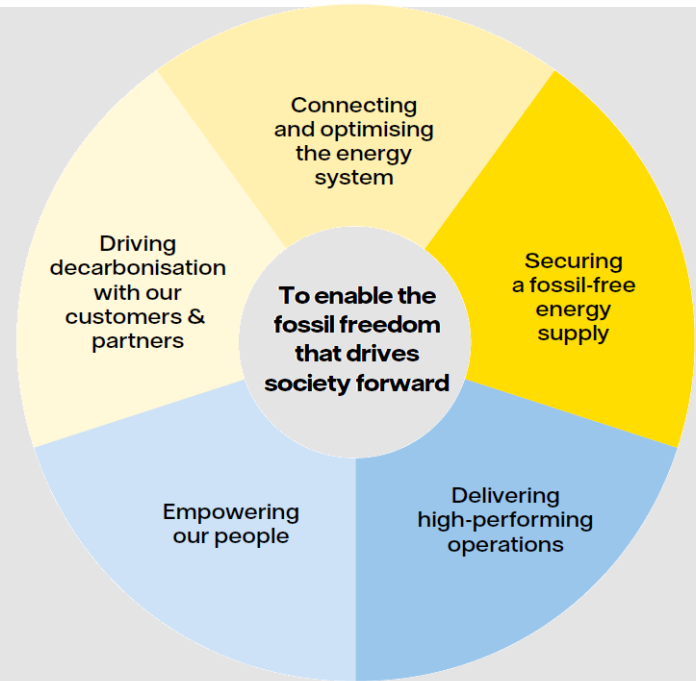 Connecting
and optimising
the energy
system
Securing
a fossil-free
energy
supply
Delivering
high-performing
operations
Empowering
our people
Driving
decarbonisation
with our
customers &
partners
To enable the
fossil freedom
that drives
society forward